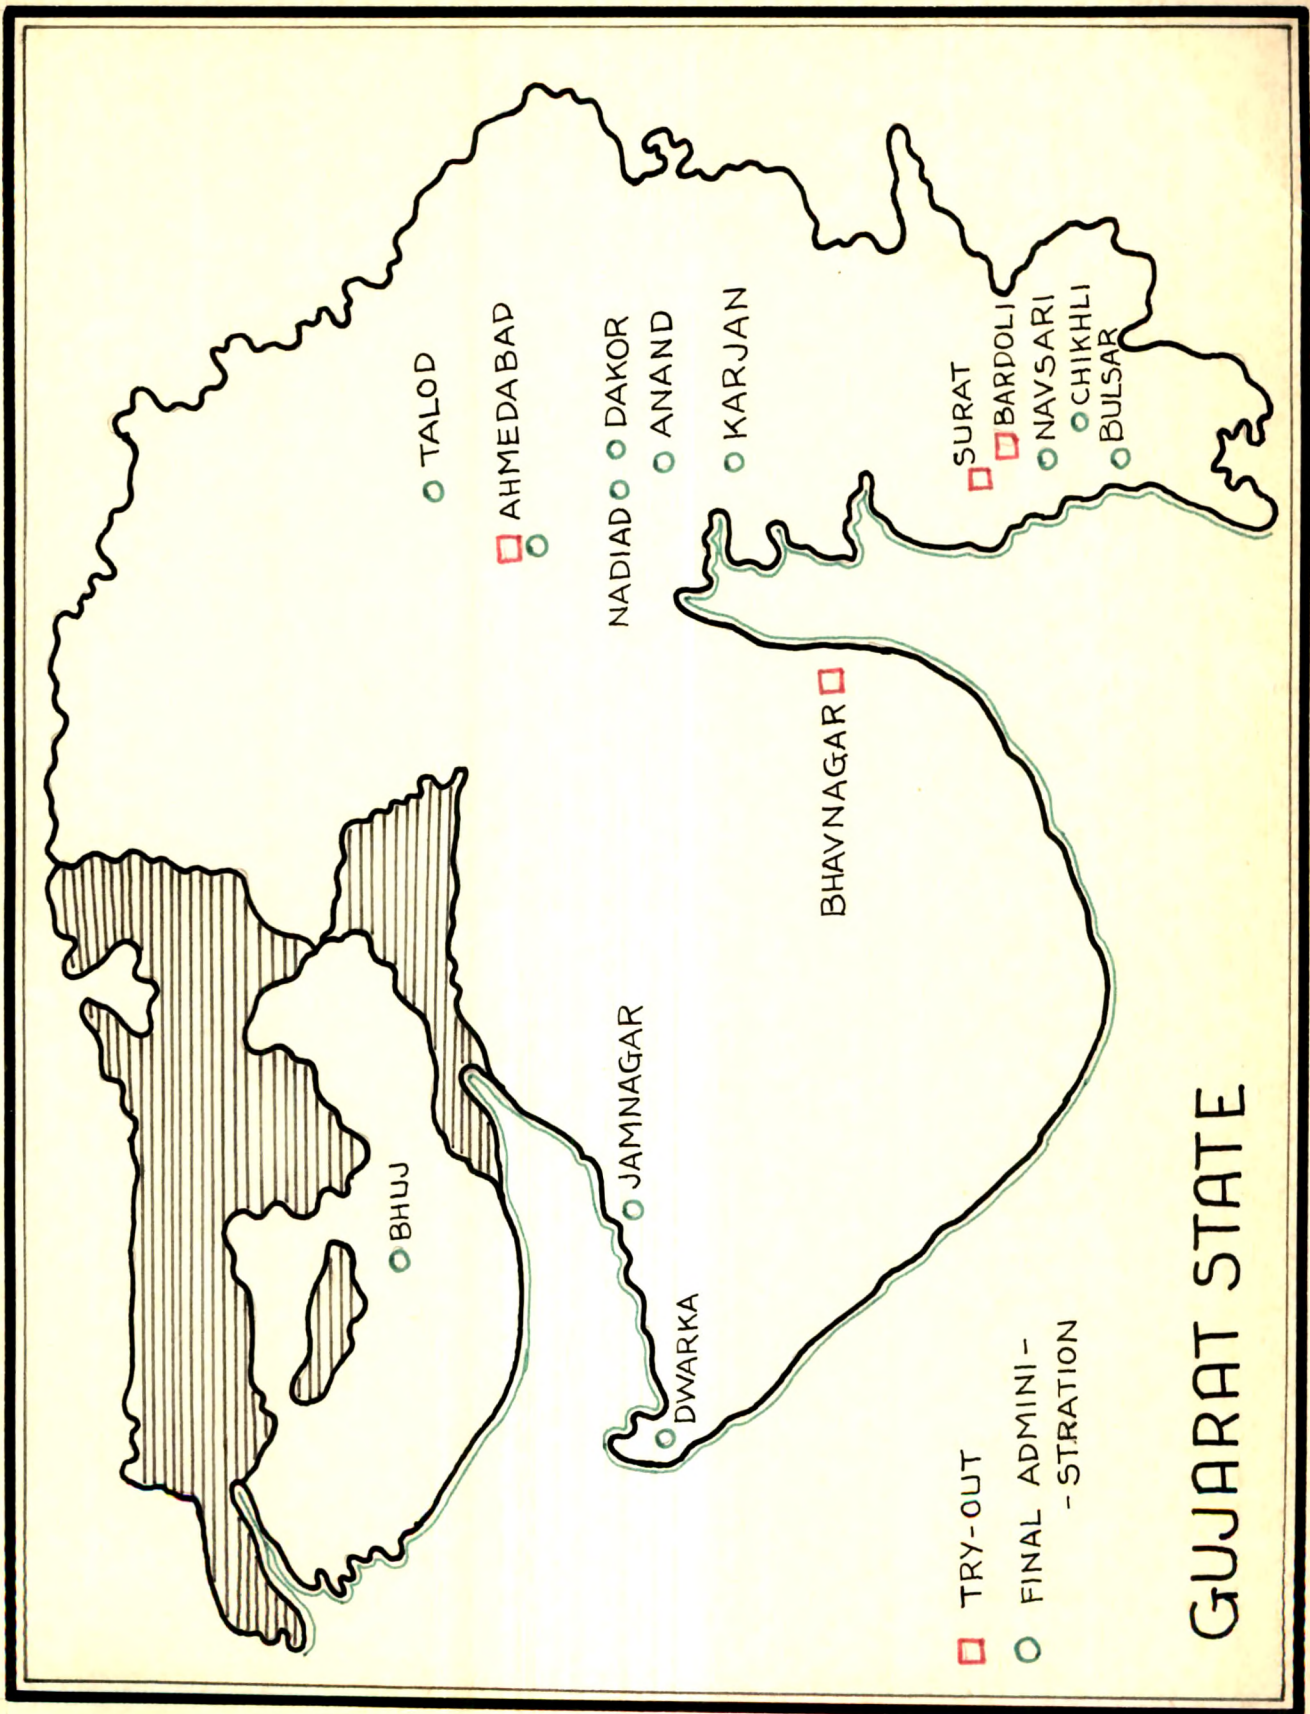 TALOD
AHMEDABAD
NADIAD
DAKOR
ANAND
KARJAN
BHUJ
JAMNAGAR
DWARKA
BHAVNAGAR
SURAT
BARDOLI
NAVSARI
CHIKHLI
BULSAR
TRY-OUT
FINAL ADMINI-
-STRATION
GUJARAT STATE